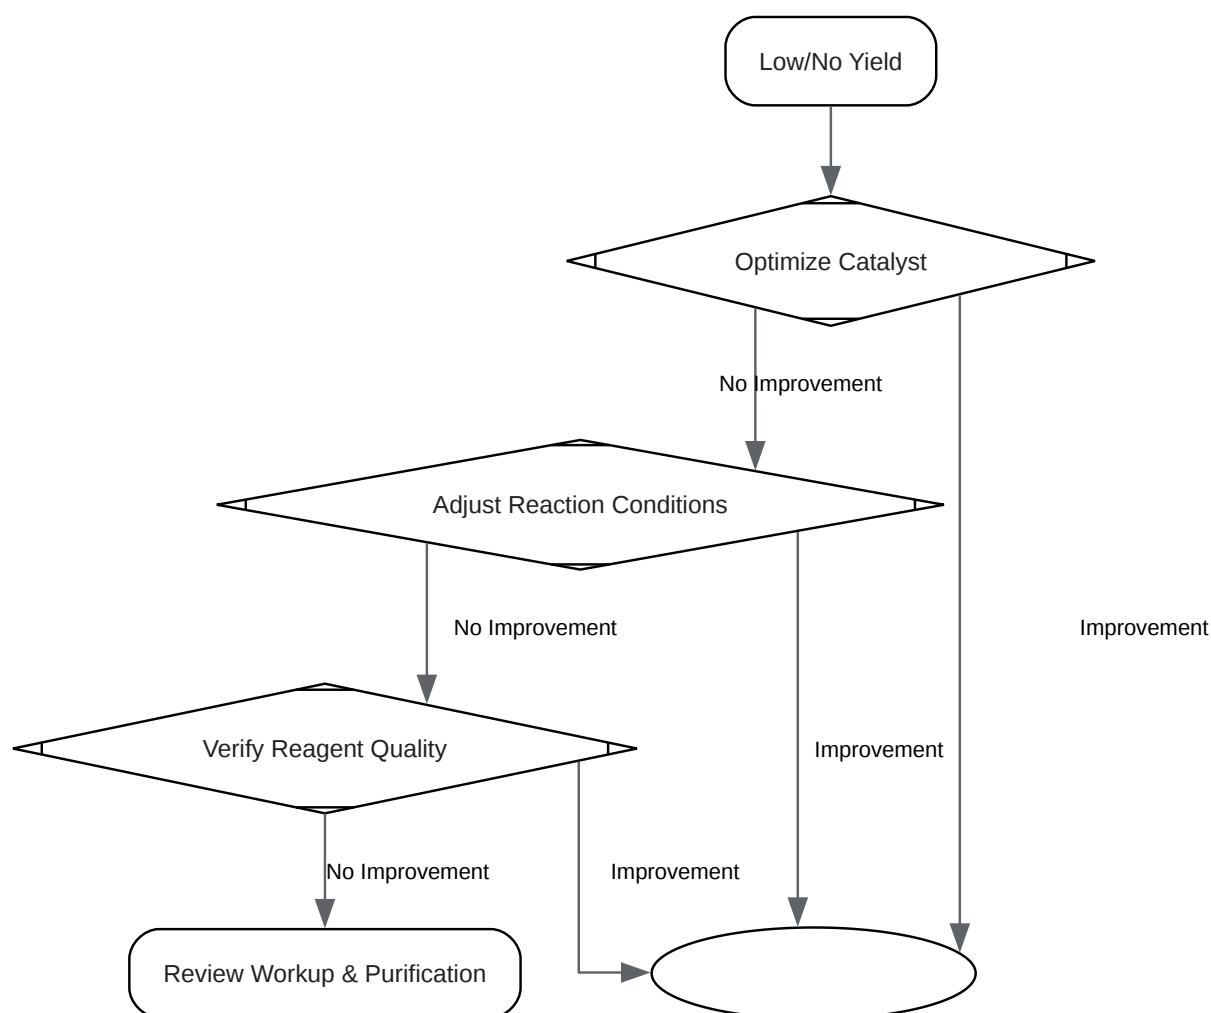 Low/No Yield
Optimize Catalyst
No Improvement
Adjust Reaction Conditions
No Improvement
Improvement
Verify Reagent Quality
Improvement
No Improvement
Improvement
Review Workup & Purification